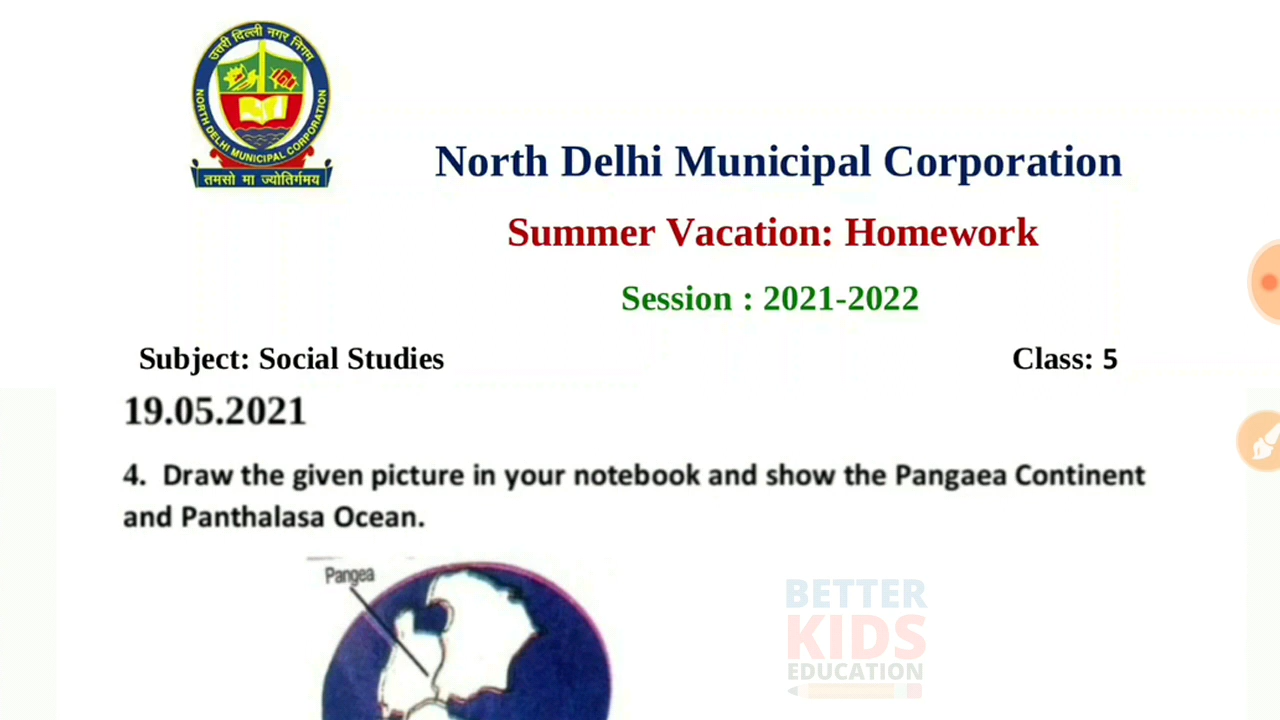 उत्तरी दिल्ली नगर निगम
NORTH DELHI MUNICIPAL CORPORATION
तमसो मा ज्योतिर्गमय
North Delhi Municipal Corporation
Summer Vacation: Homework
Session : 2021-2022
Subject: Social Studies
Class: 5
19.05.2021
4. Draw the given picture in your notebook and show the Pangaea Continent
and Panthalasa Ocean.
Pangea
BETTER
KIDS
EDUCATION